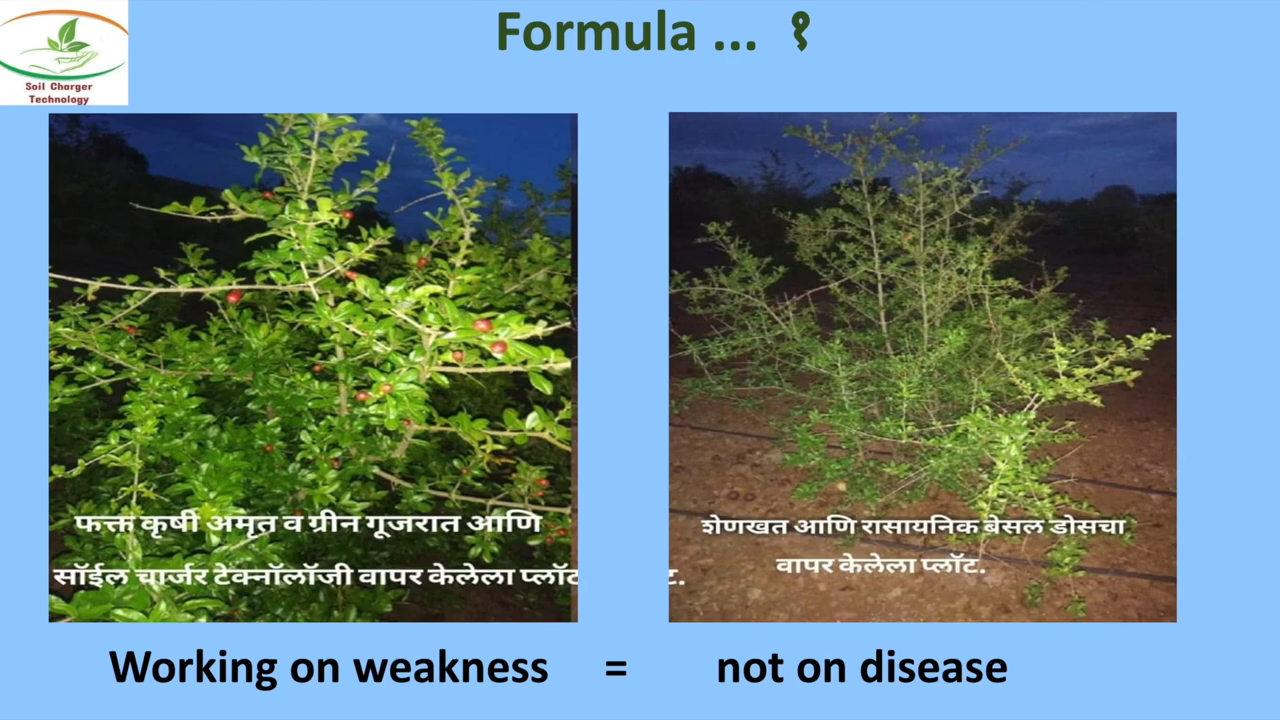 Formula ... १
Soil Charger
Technology
फक्त कृषी अमृत व ग्रीन गूजरात आणि
सॉईल चार्जर टेक्नॉलॉजी वापर केलेला प्लॉट.
शेणखत आणि रासायनिक बेसल डोसचा
वापर केलेला प्लॉट.
Working on weakness = not on disease